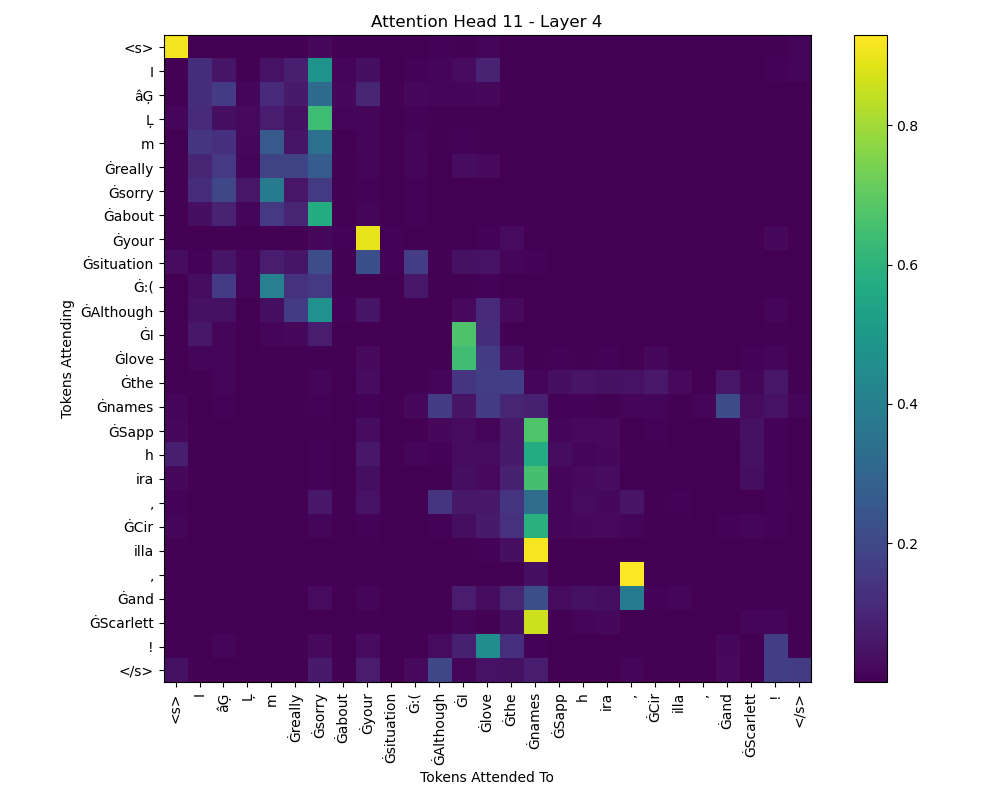 Attention Head 11 - Layer 4
Tokens Attending
<s>
I
âĢ
Ļ
m
Ġreally
Ġsorry
Ġabout
Ġyour
Ġsituation
Ġ:(
ĠAlthough
ĠI
Ġlove
Ġthe
Ġnames
ĠSapp
h
ira
,
ĠCir
illa
,
Ġand
ĠScarlett
!
</s>
<s>
I
âĢ
Ļ
m
Ġreally
Ġsorry
Ġabout
Ġyour
Ġsituation
Ġ:(
ĠAlthough
ĠI
Ġlove
Ġthe
Ġnames
ĠSapp
h
ira
,
ĠCir
illa
,
Ġand
ĠScarlett
!
</s>
Tokens Attended To
0.8
0.6
0.4
0.2